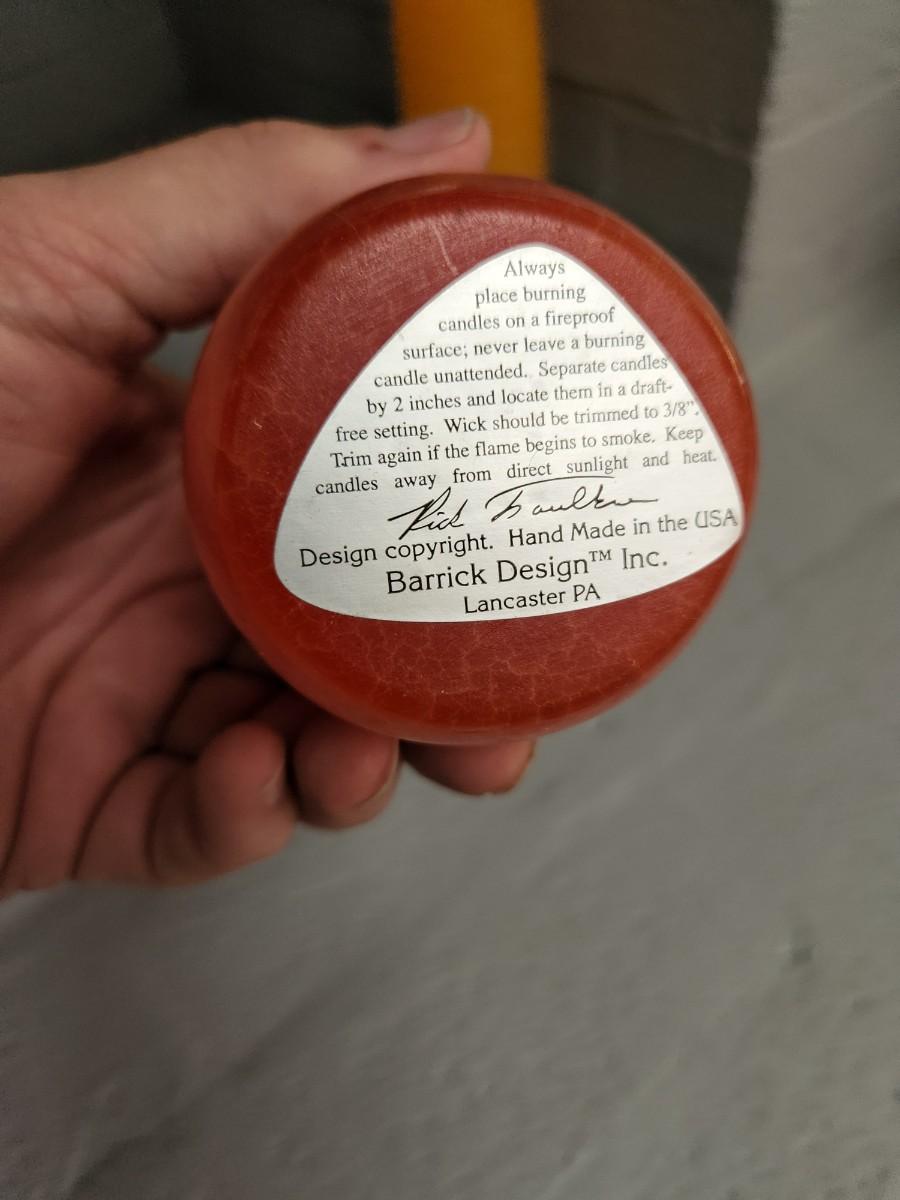 Always
place burning
candles on a fireproof
surface; never leave a burning
candle unattended. Separate candles
by 2 inches and locate them in a draft-
free setting. Wick should be trimmed to 3/8".
Trim again if the flame begins to smoke. Keep
candles away from direct sunlight and heat.
Rick Faulkner
Design copyright. Hand Made in the USA
Barrick Design™ Inc.
Lancaster PA